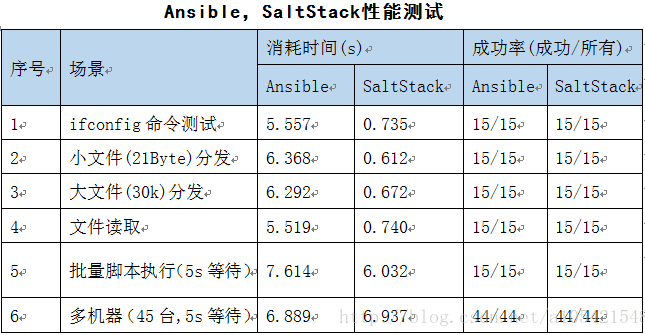 Ansible，SaltStack性能测试
序号 场景 消耗时间(s) 成功率(成功/所有)
Ansible SaltStack Ansible SaltStack
1 ifconfig 命令测试 5.557 0.735 15/15 15/15
2 小文件(21Byte)分发 6.368 0.612 15/15 15/15
3 大文件(30k)分发 6.292 0.672 15/15 15/15
4 文件读取 5.519 0.740 15/15 15/15
5 批量脚本执行(5s 等待) 7.614 6.032 15/15 15/15
6 多机器(45 台,5s 等待) 6.889 6.937 44/44 44/44